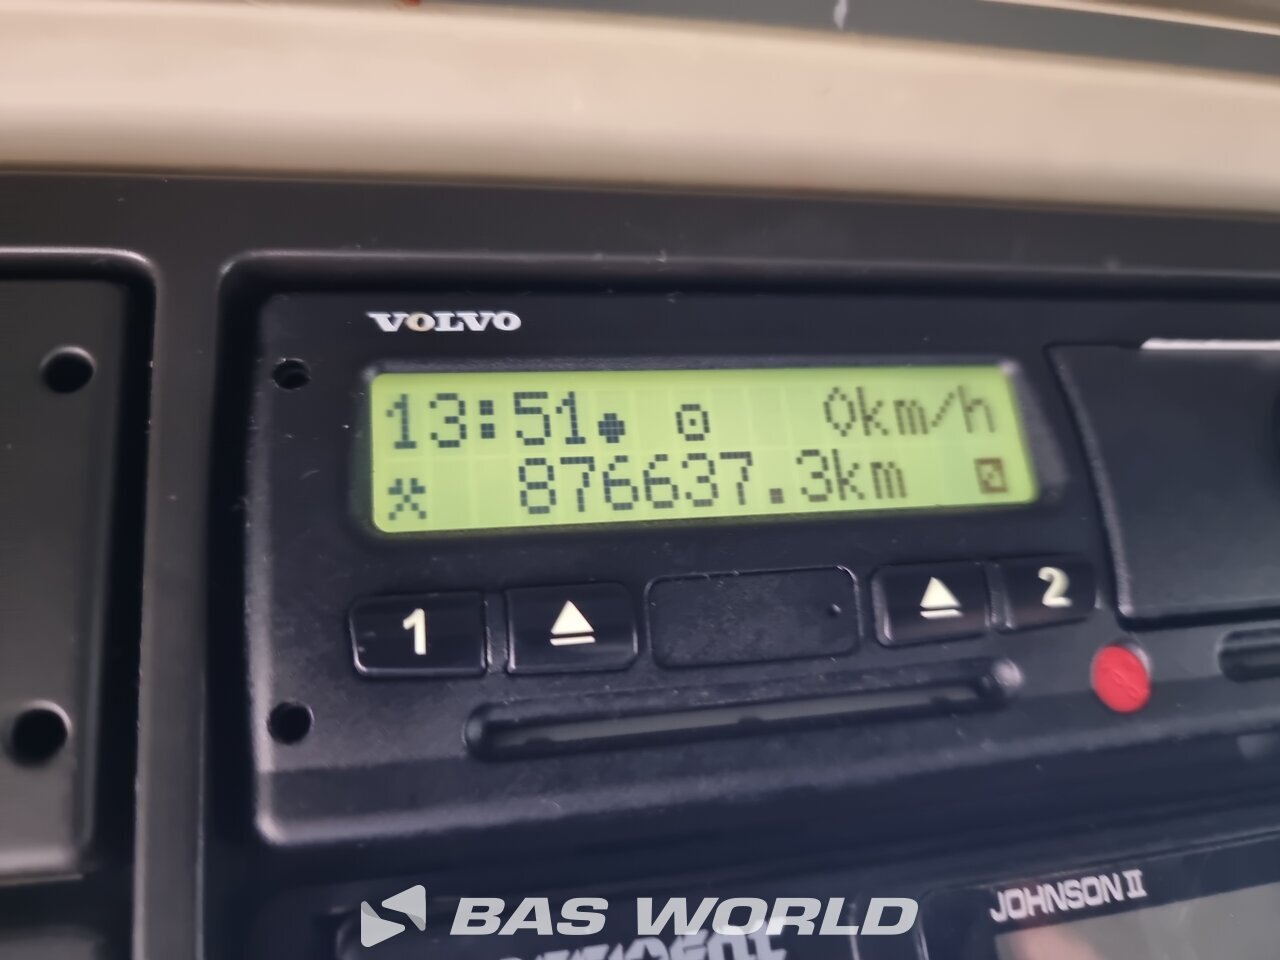 VOLVO
13:51 0km/h
876637.3km
1 2
JOHNSON II
BAS WORLD